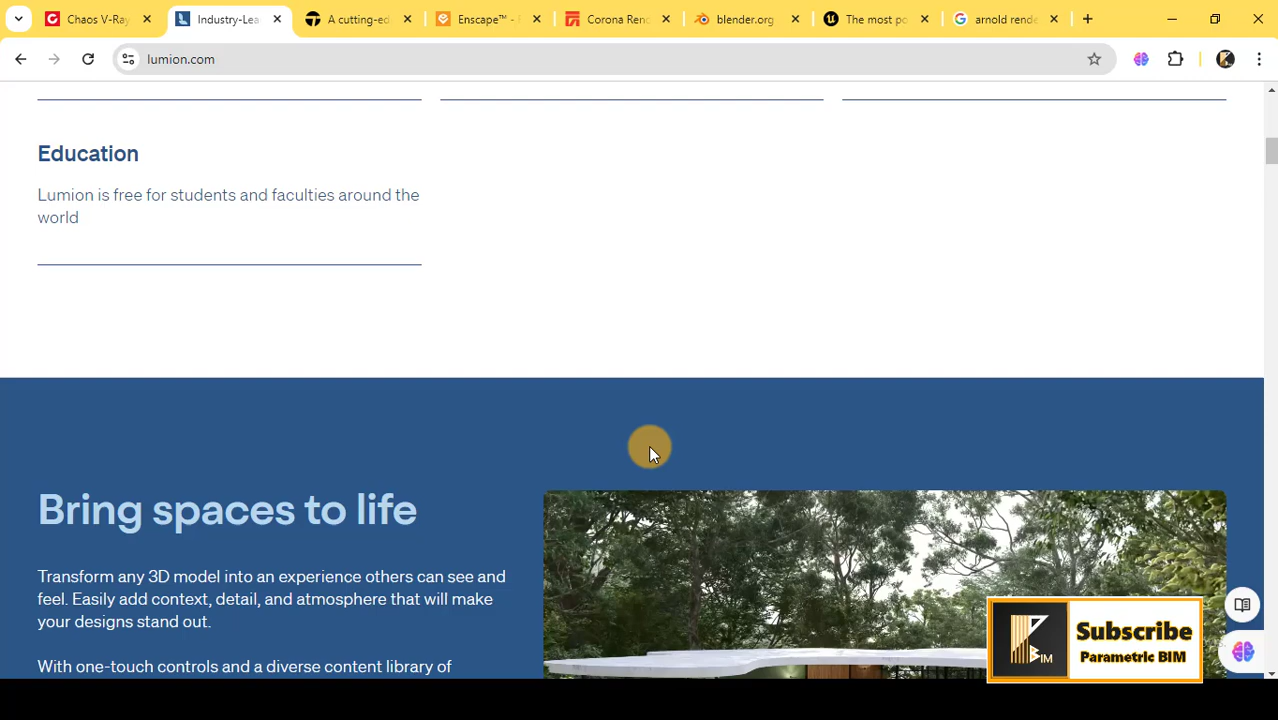 Chaos V-Ray
Industry-Lea
A cutting-ed
Enscape™ -
Corona Ren
blender.org
The most po
arnold rende
lumion.com
Education
Lumion is free for students and faculties around the
world
Bring spaces to life
Transform any 3D model into an experience others can see and
feel. Easily add context, detail, and atmosphere that will make
your designs stand out.
With one-touch controls and a diverse content library of
BIM
Subscribe
Parametric BIM